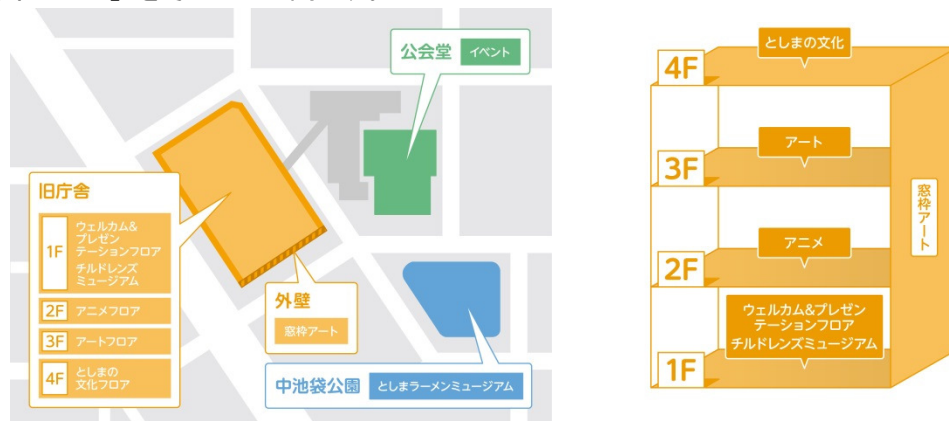 公会堂 イベント
旧庁舎
1F
ウェルカム&
プレゼン
テーションフロア
チルドレンズ
ミュージアム
2F アニメフロア
3F アートフロア
4F
としまの
文化フロア
外壁
窓枠アート
中池袋公園 としまラーメンミュージアム
としまの文化
4F
アート
3F
アニメ
2F
ウェルカム&プレゼン
テーションフロア
チルドレンズミュージアム
1F
窓枠アート